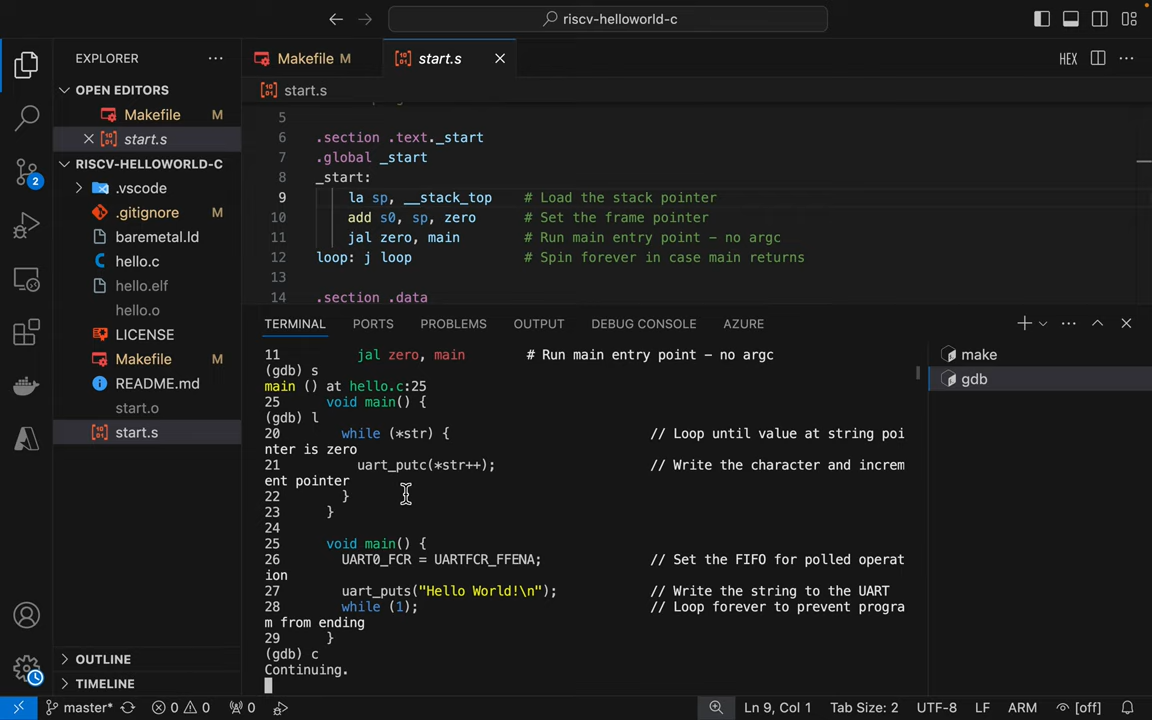 riscv-helloworld-c
EXPLORER
Makefile M
start.s
HEX
OPEN EDITORS
start.s
Makefile M
start.s
RISCV-HELLOWORLD-C
.vscode
.gitignore M
baremetal.ld
hello.c
hello.elf
hello.o
LICENSE
Makefile M
README.md
start.o
start.s
OUTLINE
TIMELINE
2
5
6 .section .text._start
7 .global _start
8 _start:
9 la sp, __stack_top # Load the stack pointer
10 add s0, sp, zero # Set the frame pointer
11 jal zero, main # Run main entry point - no argc
12 loop: j loop # Spin forever in case main returns
13
14 .section .data
TERMINAL PORTS PROBLEMS OUTPUT DEBUG CONSOLE AZURE
make
gdb
11 jal zero, main # Run main entry point - no argc
(gdb) s
main () at hello.c:25
25 void main() {
(gdb) l
20 while (*str) { // Loop until value at string poi
nter is zero
21 uart_putc(*str++); // Write the character and increm
ent pointer
22 }
23 }
24
25 void main() {
26 UART0_FCR = UARTFCR_FFENA; // Set the FIFO for polled operat
ion
27 uart_puts("Hello World!\n"); // Write the string to the UART
28 while (1); // Loop forever to prevent progra
m from ending
29 }
(gdb) c
Continuing.
master* 0 0 0 Ln 9, Col 1 Tab Size: 2 UTF-8 LF ARM [off]